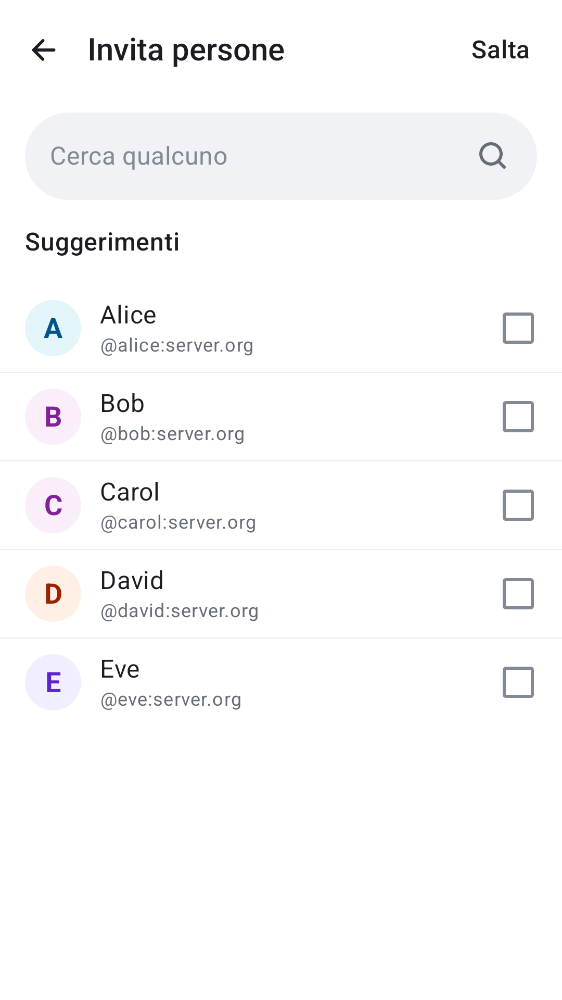 Invita persone
Salta
Cerca qualcuno
Suggerimenti
A
Alice
@alice:server.org
B
Bob
@bob:server.org
C
Carol
@carol:server.org
D
David
@david:server.org
E
Eve
@eve:server.org